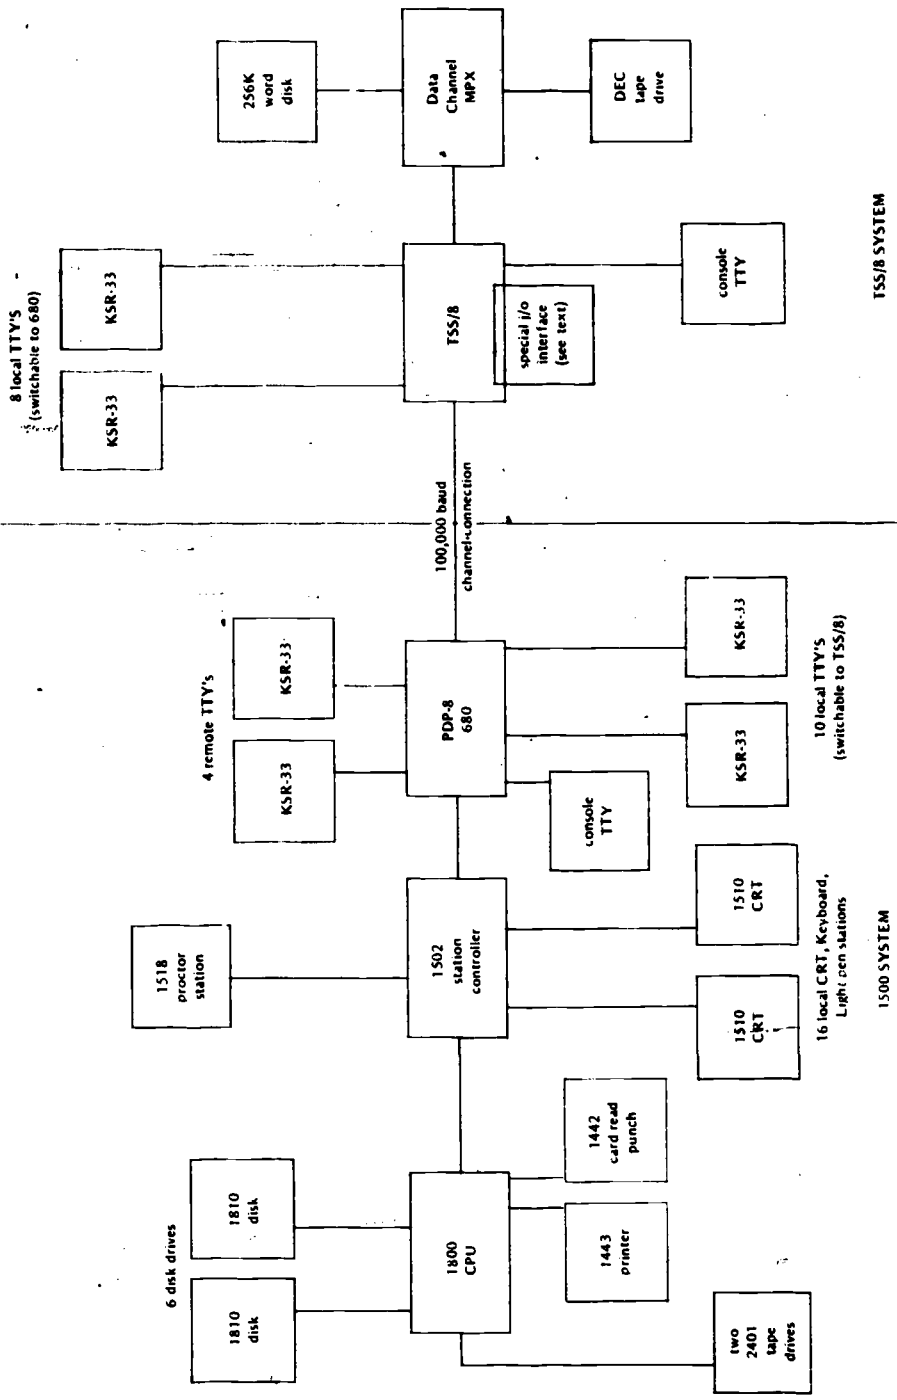 6 disk drives
1810
disk
1810
disk
1800
CPU
two
2401
tape
drives
1443
printer
1442
card read
punch
1518
proctor
station
1502
station
controller
1510
CRT
1510
CRT
16 local CRT, Keyboard,
Light pen stations
1500 SYSTEM
4 remote TTY's
KSR-33
KSR-33
PDP-8
680
console
TTY
KSR-33
KSR-33
10 local TTY'S
(switchable to TSS/8)
100,000 baud
channel-connection
8 local TTY'S
(switchable to 680)
KSR-33
KSR-33
TSS/8
special i/o
interface
(see text)
console
TTY
256K
word
disk
Data
Channel
MPX
DEC
tape
drive
TSS/8 SYSTEM